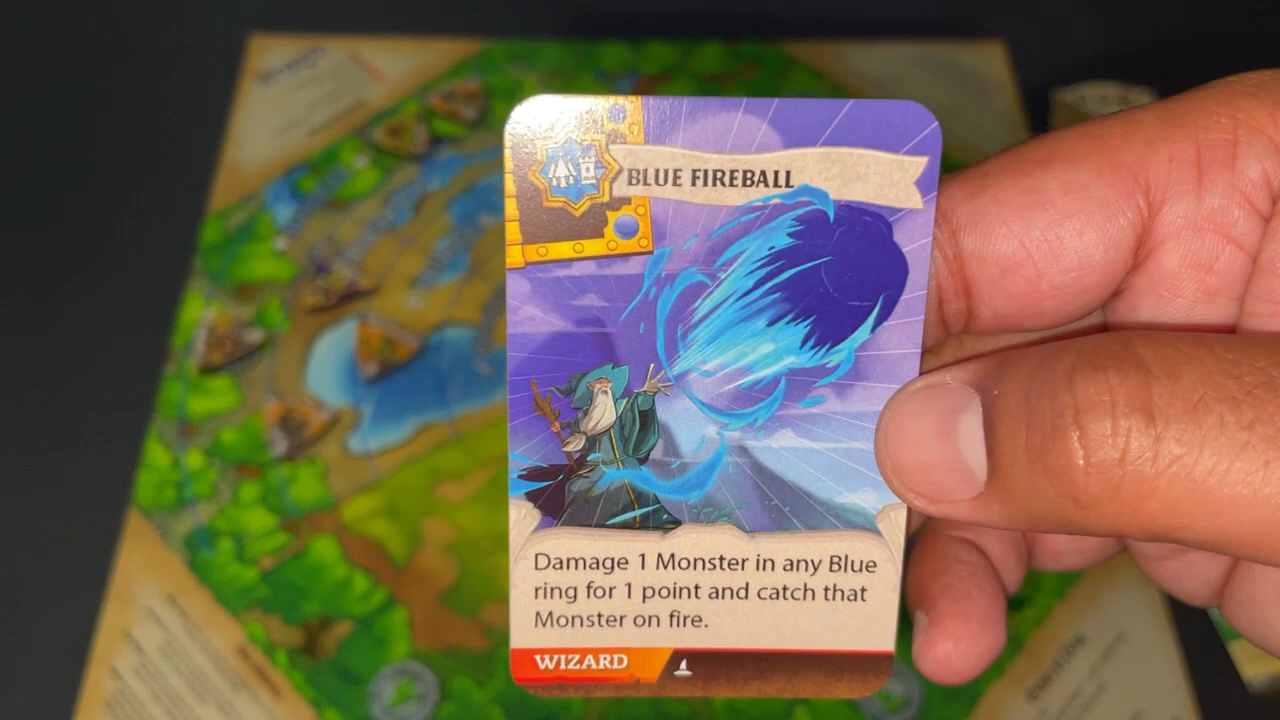 BLUE FIREBALL
Damage 1 Monster in any Blue
ring for 1 point and catch that
Monster on fire.
WIZARD